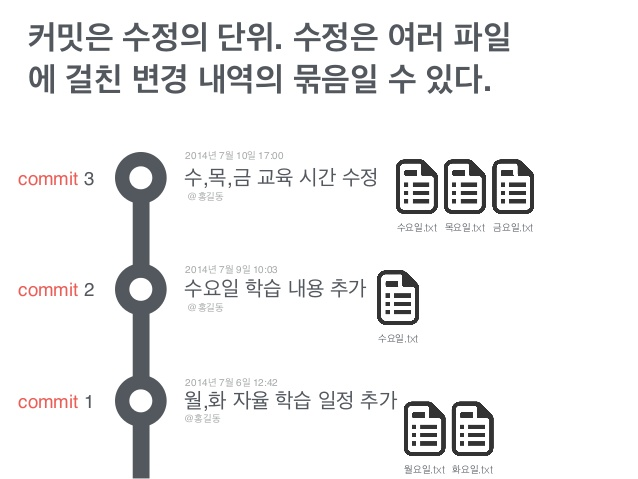 커밋은 수정의 단위. 수정은 여러 파일
에 걸친 변경 내역의 묶음일 수 있다.
2014년 7월 10일 17:00
commit 3
수,목,금 교육 시간 수정
@홍길동
수요일.txt 목요일.txt 금요일.txt
2014년 7월 9일 10:03
commit 2
수요일 학습 내용 추가
@홍길동
수요일.txt
2014년 7월 6일 12:42
commit 1
월,화 자율 학습 일정 추가
@홍길동
월요일.txt 화요일.txt